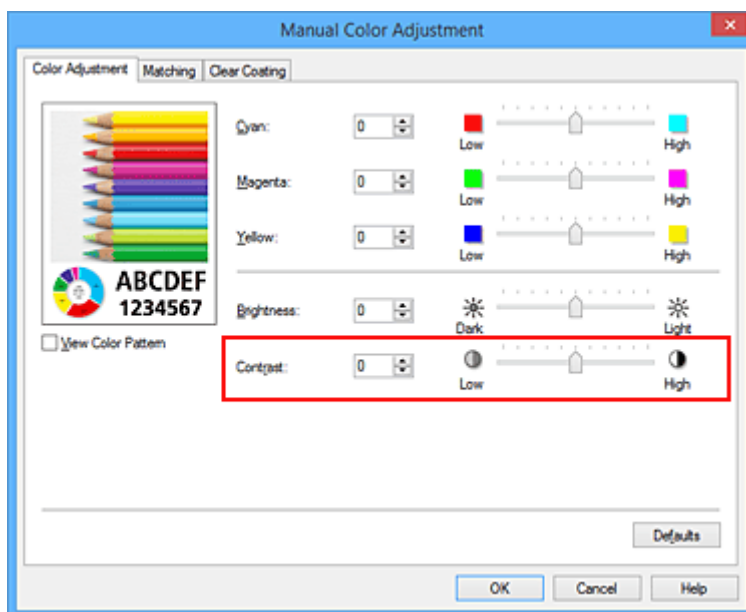 Manual Color Adjustment
Color Adjustment Matching Clear Coating
Cyan: 0 Low High
Magenta: 0 Low High
Yellow: 0 Low High
ABCDEF
1234567
Brightness: 0 Dark Light
View Color Pattern
Contrast: 0 Low High
Defaults
OK Cancel Help